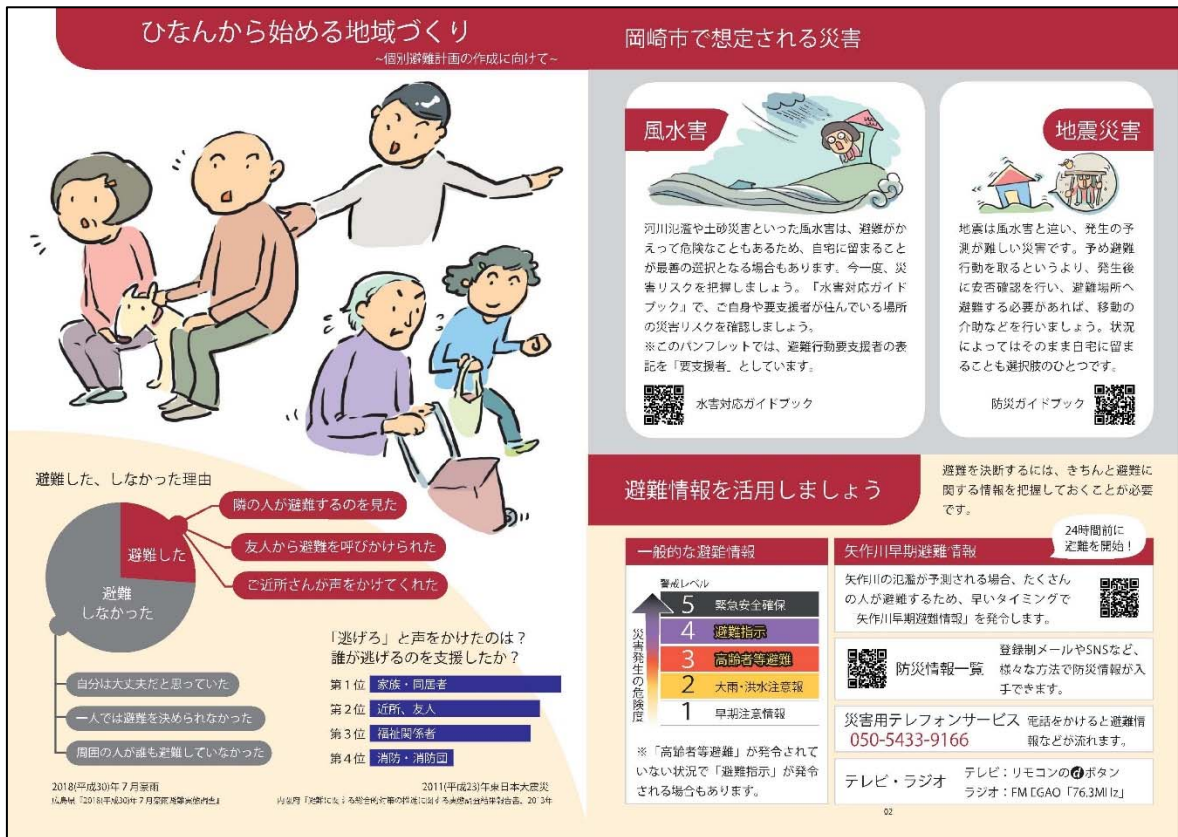 ひなんから始める地域づくり
~個別避難計画の作成に向けて~
避難した、しなかった理由
避難した
避難
しなかった
隣の人が避難するのを見た
友人から避難を呼びかけられた
ご近所さんが声をかけてくれた
自分は大丈夫だと思っていた
一人では避難を決められなかった
周囲の人が誰も避難していなかった
2018(平成30)年7月豪雨
広島県「2018(平成30)年7月豪雨避難実態調査」
「逃げろ」と声をかけたのは？
誰が逃げるのを支援したか？
第1位 家族・同居者
第2位 近所、友人
第3位 福祉関係者
第4位 消防・消防団
2011(平成23)年東日本大震災
岡崎市で想定される災害
風水害
河川氾濫や土砂災害といった風水害は、避難がか
えって危険なこともあるため、自宅に留まること
が最善の選択となる場合もあります。今一度、災
害リスクを把握しましょう。「水害対応ガイド
ブック」で、ご自身や要支援者が住んでいる場所
の災害リスクを確認しましょう。
※このパンフレットでは、避難行動要支援者の表
記を「要支援者」としています。
水害対応ガイドブック
地震災害
地震は風水害と違い、発生の予
測が難しい災害です。予め避難
行動を取るというより、発生後
に安否確認を行い、避難場所へ
避難する必要があれば、移動の
介助などを行いましょう。状況
によってはそのまま自宅に留ま
ることも選択肢のひとつです。
防災ガイドブック
避難情報を活用しましょう
避難を決断するには、きちんと避難に
関する情報を把握しておくことが必要
です。
一般的な避難情報
警戒レベル
災害発生の危険度
5 緊急安全確保
4 避難指示
3 高齢者等避難
2 大雨・洪水注意報
1 早期注意情報
※「高齢者等避難」が発令されて
いない状況で「避難指示」が発令
される場合もあります。
24時間前に
避難を開始！
矢作川早期避難情報
矢作川の氾濫が予測される場合、たくさん
の人が避難するため、早いタイミングで
「矢作川早期避難情報」を発令します。
防災情報一覧
登録制メールやSNSなど、
様々な方法で防災情報が入
手できます。
災害用テレフォンサービス 電話をかけると避難情
050-5433-9166 報などが流れます。
テレビ・ラジオ
テレビ：リモコンのdボタン
ラジオ：FM EGAO「76.3MHz」
02